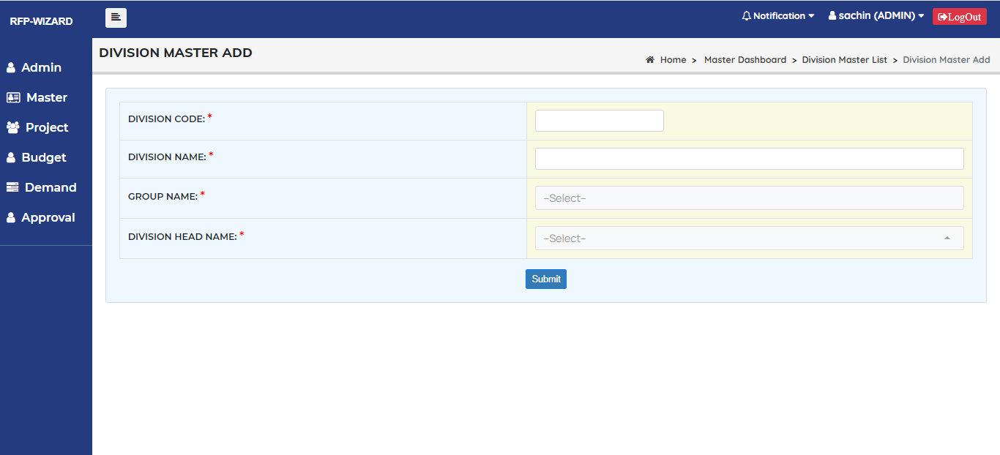 RFP-WIZARD
Notification
sachin (ADMIN)
LogOut
DIVISION MASTER ADD
Home > Master Dashboard > Division Master List > Division Master Add
Admin
Master
Project
Budget
Demand
Approval
DIVISION CODE: *
DIVISION NAME: *
GROUP NAME: *
-Select-
DIVISION HEAD NAME: *
-Select-
Submit